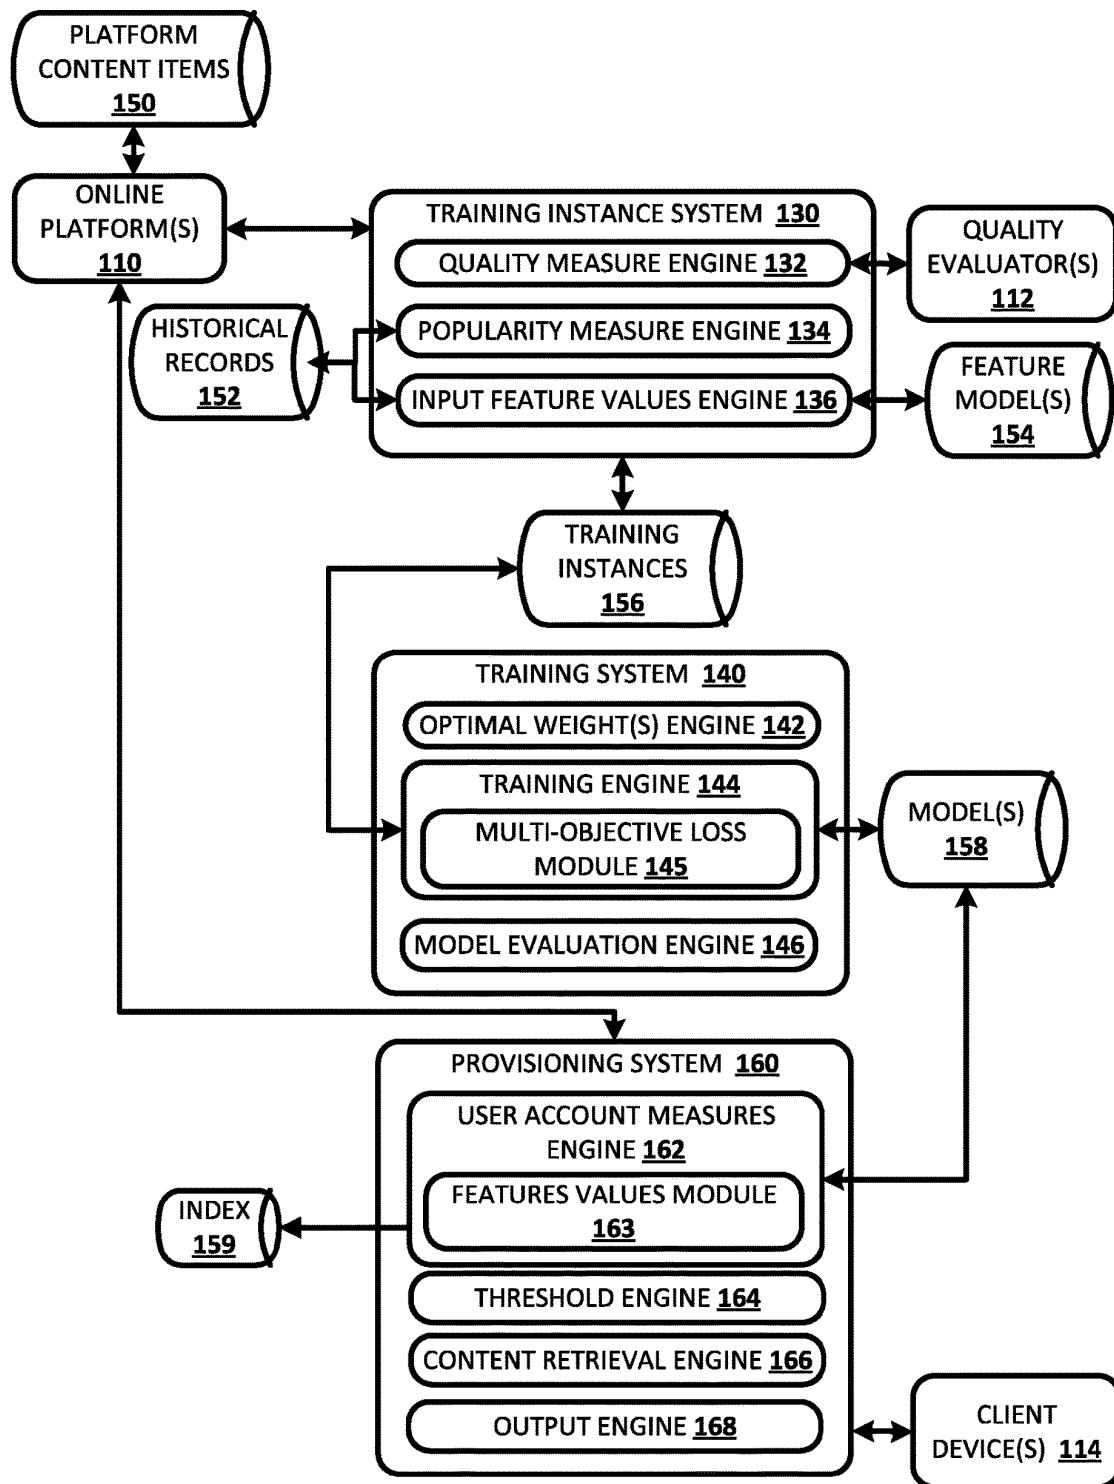 PLATFORM
CONTENT ITEMS
150
ONLINE
PLATFORM(S)
110
TRAINING INSTANCE SYSTEM 130
QUALITY MEASURE ENGINE 132
POPULARITY MEASURE ENGINE 134
INPUT FEATURE VALUES ENGINE 136
QUALITY
EVALUATOR(S)
112
HISTORICAL
RECORDS
152
FEATURE
MODEL(S)
154
TRAINING
INSTANCES
156
TRAINING SYSTEM 140
OPTIMAL WEIGHT(S) ENGINE 142
TRAINING ENGINE 144
MULTI-OBJECTIVE LOSS
MODULE 145
MODEL EVALUATION ENGINE 146
MODEL(S)
158
PROVISIONING SYSTEM 160
USER ACCOUNT MEASURES
ENGINE 162
FEATURES VALUES MODULE
163
INDEX
159
THRESHOLD ENGINE 164
CONTENT RETRIEVAL ENGINE 166
OUTPUT ENGINE 168
CLIENT
DEVICE(S) 114